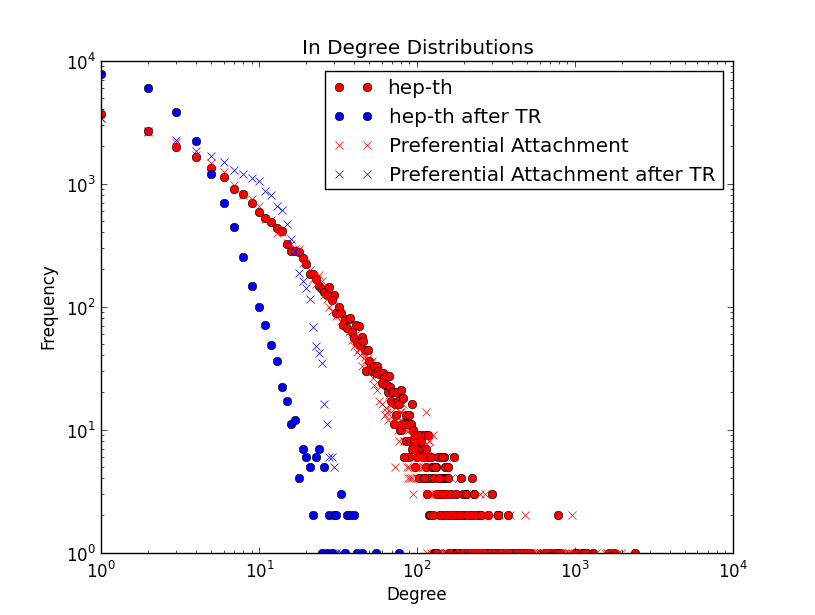 In Degree Distributions
hep-th
hep-th after TR
Preferential Attachment
Preferential Attachment after TR
Frequency
10^4
10^3
10^2
10^1
10^0
10^0 10^1 10^2 10^3 10^4
Degree